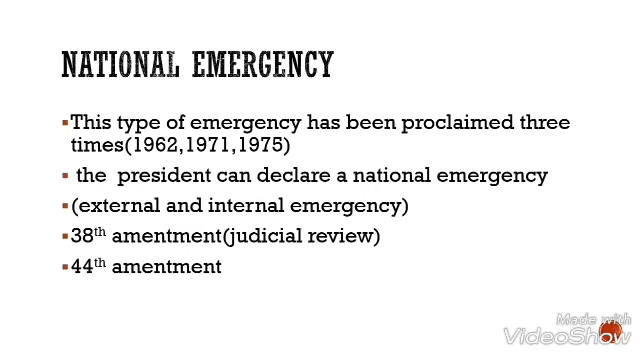 NATIONAL EMERGENCY
▪This type of emergency has been proclaimed three
times(1962,1971,1975)
▪ the president can declare a national emergency
▪(external and internal emergency)
▪38th amentment(judicial review)
▪44th amentment
Made with
VideoShow